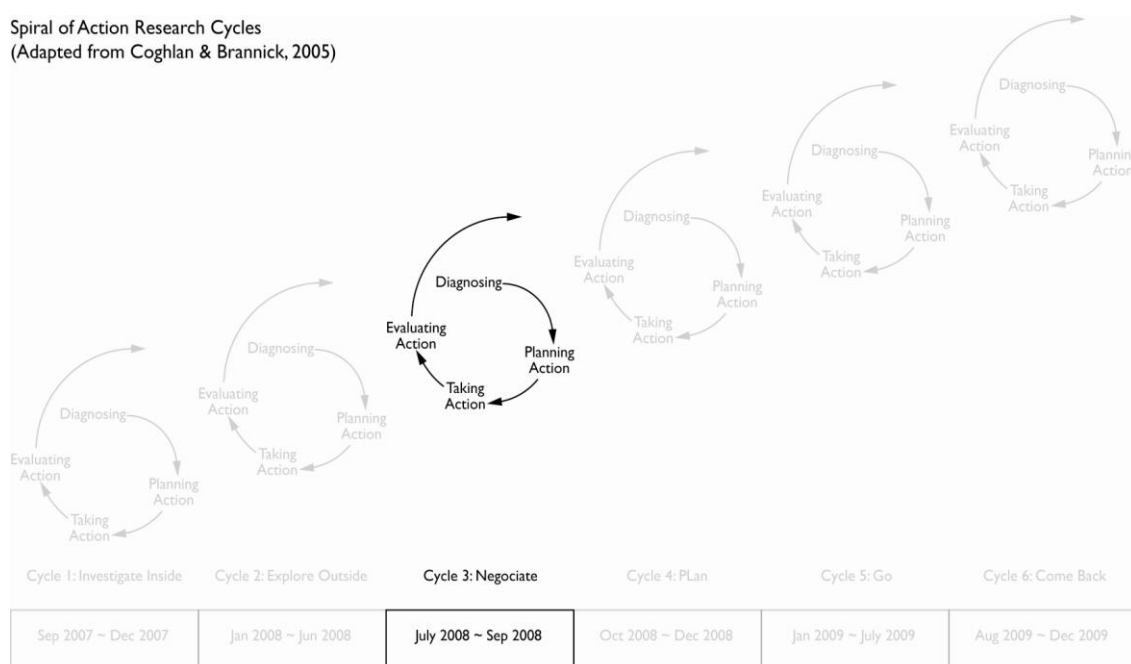 Spiral of Action Research Cycles
(Adapted from Coghlan & Brannick, 2005)
Diagnosing
Evaluating
Action
Planning
Action
Taking
Action
Diagnosing
Evaluating
Action
Planning
Action
Taking
Action
Diagnosing
Evaluating
Action
Planning
Action
Taking
Action
Diagnosing
Evaluating
Action
Planning
Action
Taking
Action
Diagnosing
Evaluating
Action
Planning
Action
Taking
Action
Diagnosing
Evaluating
Action
Plannin
Action
Taking
Action
Cycle 1: Investigate Inside
Cycle 2: Explore Outside
Cycle 3: Negociate
Cycle 4: PLan
Cycle 5: Go
Cycle 6: Come Back
Sep 2007 ~ Dec 2007
Jan 2008 ~ Jun 2008
July 2008 ~ Sep 2008
Oct 2008 ~ Dec 2008
Jan 2009 ~ July 2009
Aug 2009 ~ Dec 2009